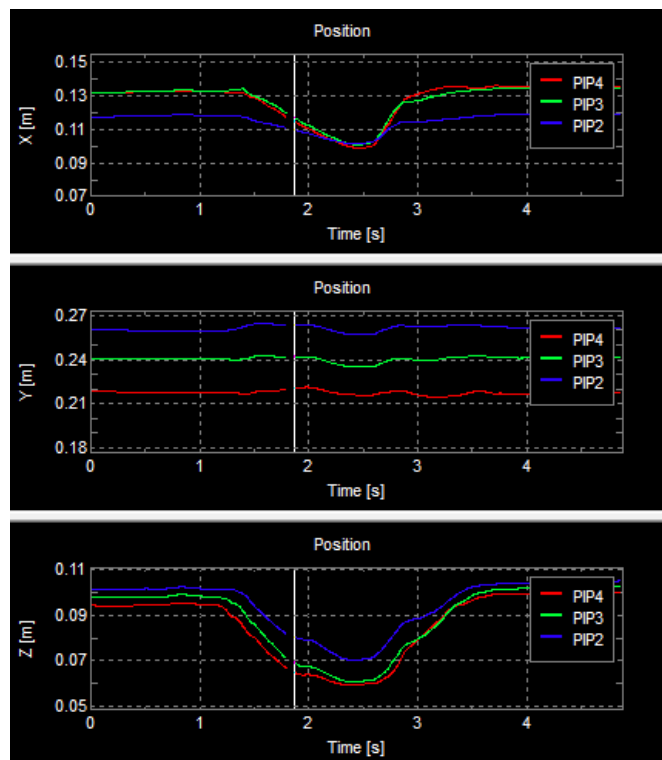 Position
0.15
0.13
0.11
0.09
0.07
X [m]
PIP4
PIP3
PIP2
0 1 2 3 4
Time [s]
Position
0.27
0.24
0.21
0.18
Y [m]
PIP4
PIP3
PIP2
0 1 2 3 4
Time [s]
Position
0.11
0.09
0.07
0.05
Z [m]
PIP4
PIP3
PIP2
0 1 2 3 4
Time [s]